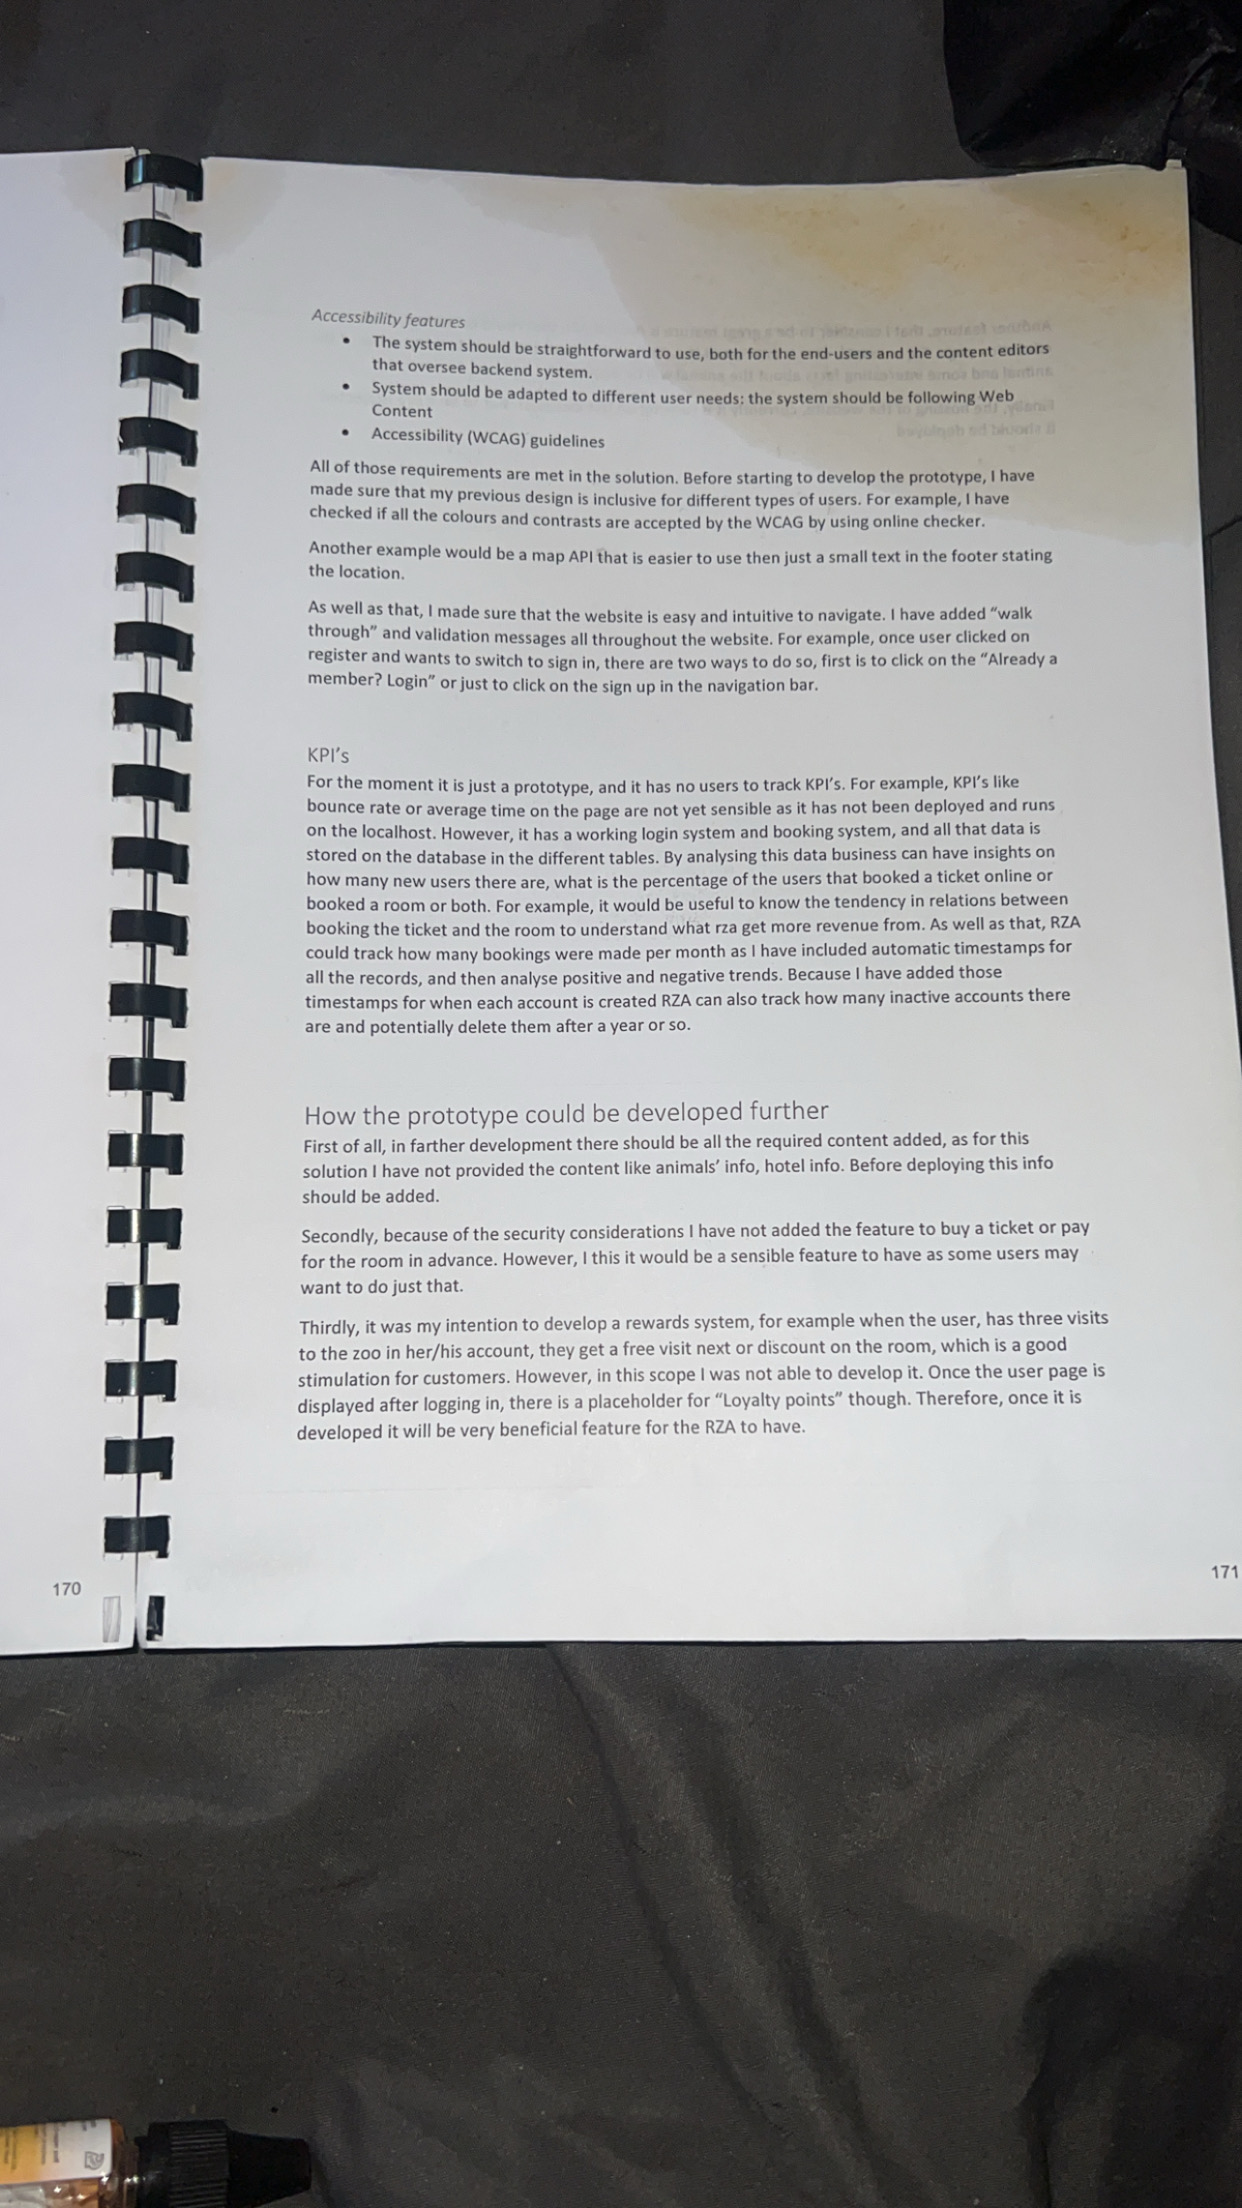 Accessibility features
• The system should be straightforward to use, both for the end-users and the content editors
that oversee backend system.
• System should be adapted to different user needs; the system should be following Web
Content
• Accessibility (WCAG) guidelines
All of those requirements are met in the solution. Before starting to develop the prototype, I have
made sure that my previous design is inclusive for different types of users. For example, I have
checked if all the colours and contrasts are accepted by the WCAG by using online checker.
Another example would be a map API that is easier to use then just a small text in the footer stating
the location.
As well as that, I made sure that the website is easy and intuitive to navigate. I have added “walk
through” and validation messages all throughout the website. For example, once user clicked on
register and wants to switch to sign in, there are two ways to do so, first is to click on the “Already a
member? Login” or just to click on the sign up in the navigation bar.
KPI’s
For the moment it is just a prototype, and it has no users to track KPI’s. For example, KPI’s like
bounce rate or average time on the page are not yet sensible as it has not been deployed and runs
on the localhost. However, it has a working login system and booking system, and all that data is
stored on the database in the different tables. By analysing this data business can have insights on
how many new users there are, what is the percentage of the users that booked a ticket online or
booked a room or both. For example, it would be useful to know the tendency in relations between
booking the ticket and the room to understand what rza get more revenue from. As well as that, RZA
could track how many bookings were made per month as I have included automatic timestamps for
all the records, and then analyse positive and negative trends. Because I have added those
timestamps for when each account is created RZA can also track how many inactive accounts there
are and potentially delete them after a year or so.
How the prototype could be developed further
First of all, in farther development there should be all the required content added, as for this
solution I have not provided the content like animals’ info, hotel info. Before deploying this info
should be added.
Secondly, because of the security considerations I have not added the feature to buy a ticket or pay
for the room in advance. However, I this it would be a sensible feature to have as some users may
want to do just that.
Thirdly, it was my intention to develop a rewards system, for example when the user, has three visits
to the zoo in her/his account, they get a free visit next or discount on the room, which is a good
stimulation for customers. However, in this scope I was not able to develop it. Once the user page is
displayed after logging in, there is a placeholder for “Loyalty points” though. Therefore, once it is
developed it will be very beneficial feature for the RZA to have.
170
171